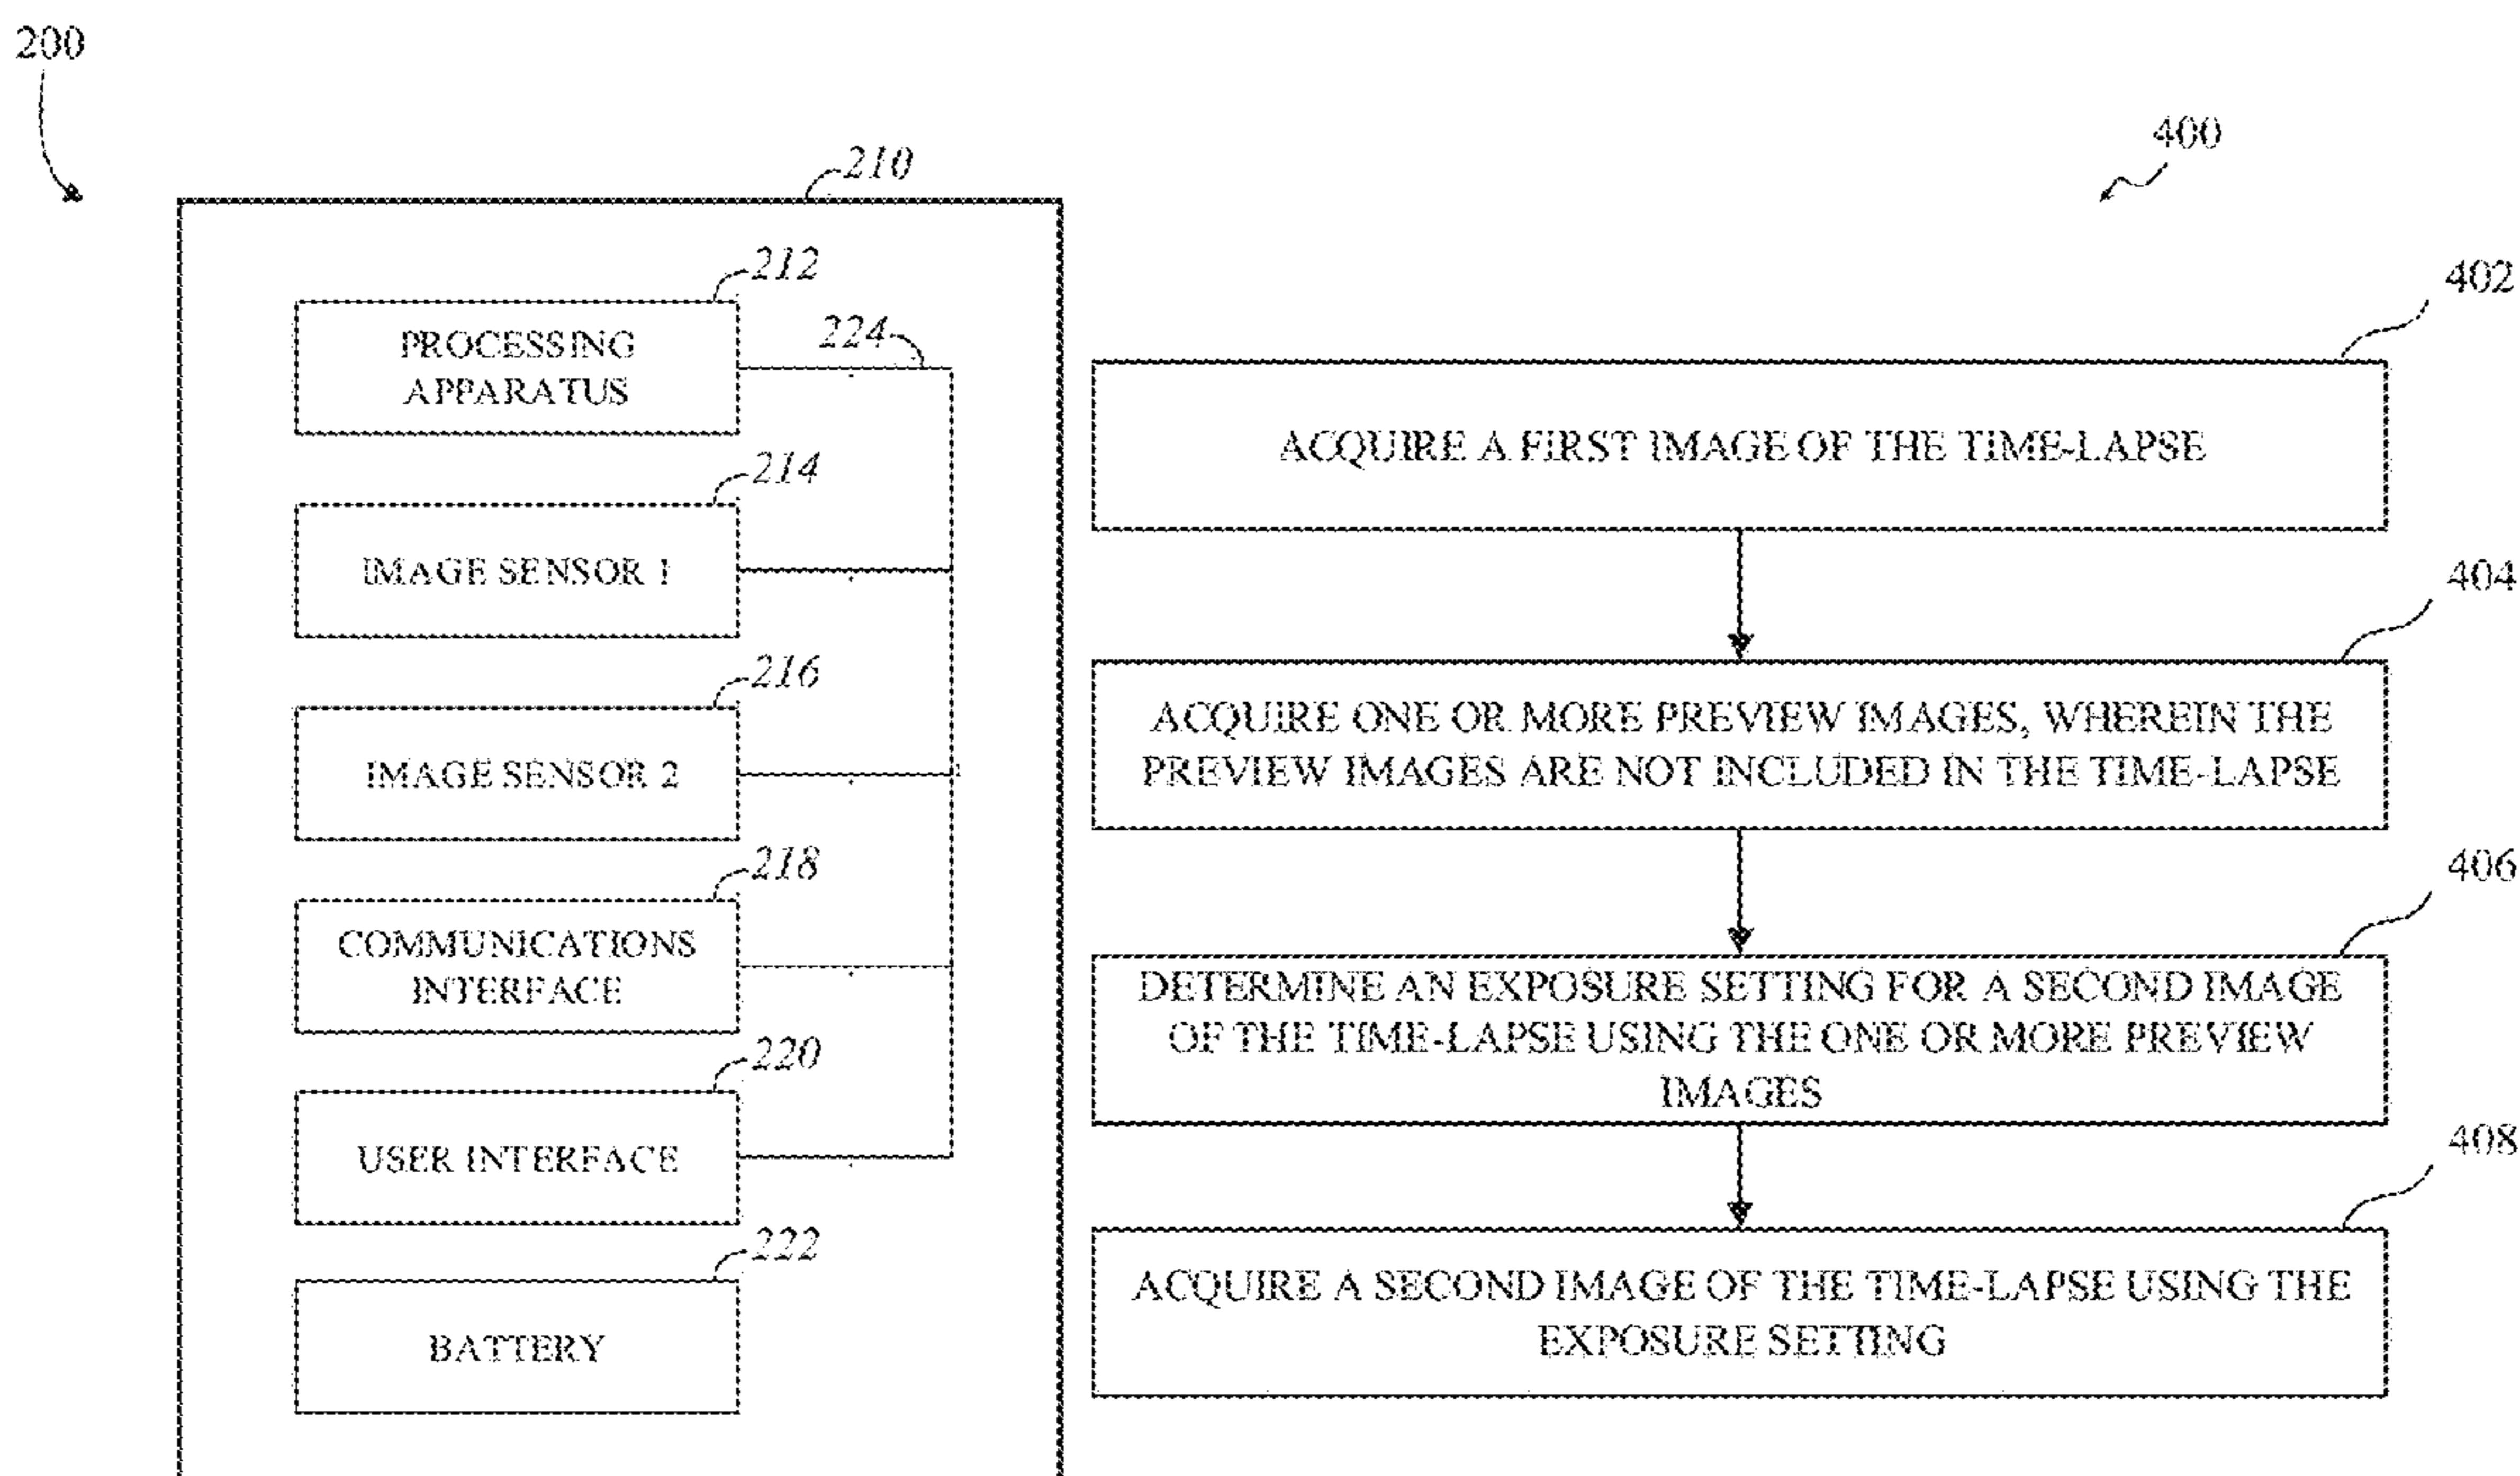 200
210
212
PROCESSING
APPARATUS
224
214
IMAGE SENSOR 1
216
IMAGE SENSOR 2
218
COMMUNICATIONS
INTERFACE
220
USER INTERFACE
222
BATTERY
400
402
ACQUIRE A FIRST IMAGE OF THE TIME-LAPSE
404
ACQUIRE ONE OR MORE PREVIEW IMAGES, WHEREIN THE
PREVIEW IMAGES ARE NOT INCLUDED IN THE TIME-LAPSE
406
DETERMINE AN EXPOSURE SETTING FOR A SECOND IMAGE
OF THE TIME-LAPSE USING THE ONE OR MORE PREVIEW
IMAGES
408
ACQUIRE A SECOND IMAGE OF THE TIME-LAPSE USING THE
EXPOSURE SETTING